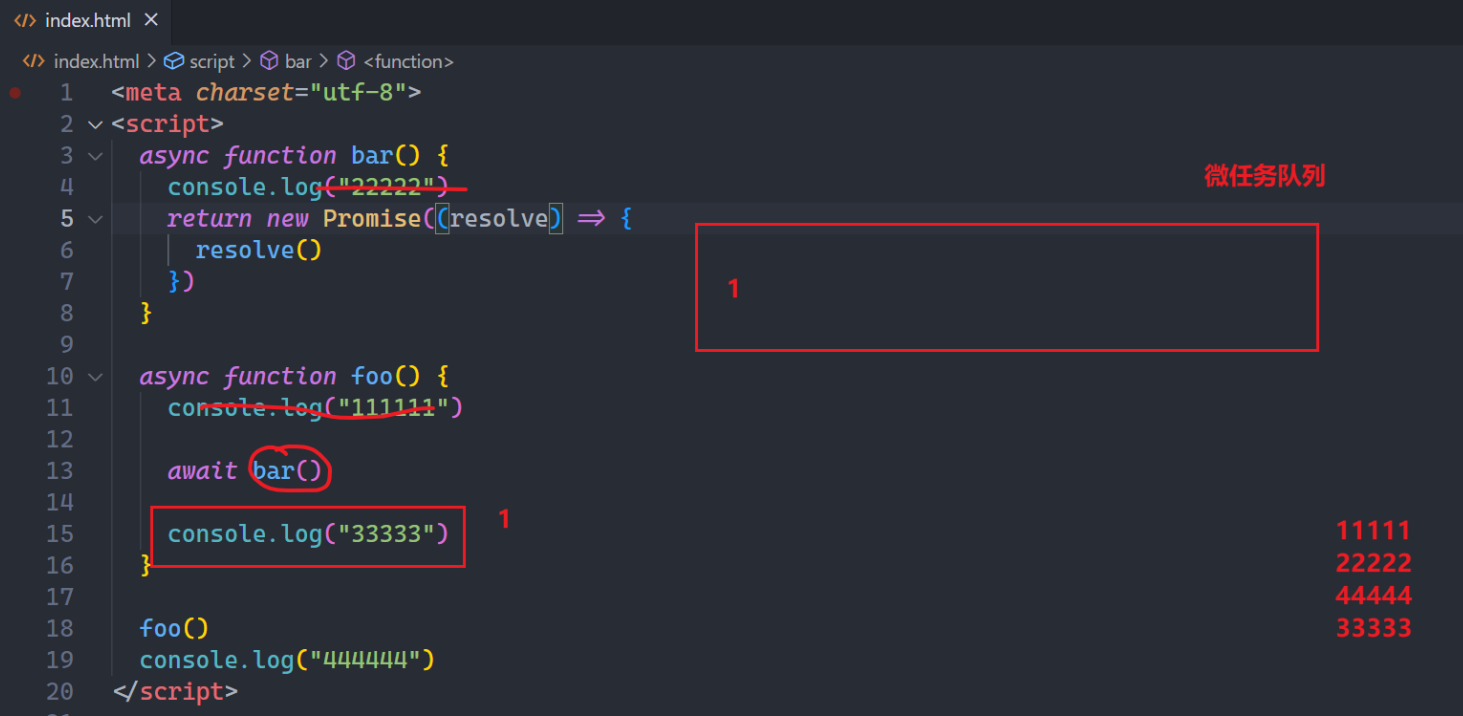 index.html
index.html > script > bar > <function>
1 <meta charset="utf-8">
2 <script>
3 async function bar() {
4 console.log("22222")
微任务队列
5 return new Promise((resolve) => {
6 resolve()
7 })
1
8 }
9
10 async function foo() {
11 console.log("111111")
12
13 await bar()
14
15 console.log("33333")
1
16 }
17
18 foo()
19 console.log("444444")
20 </script>
11111
22222
44444
33333